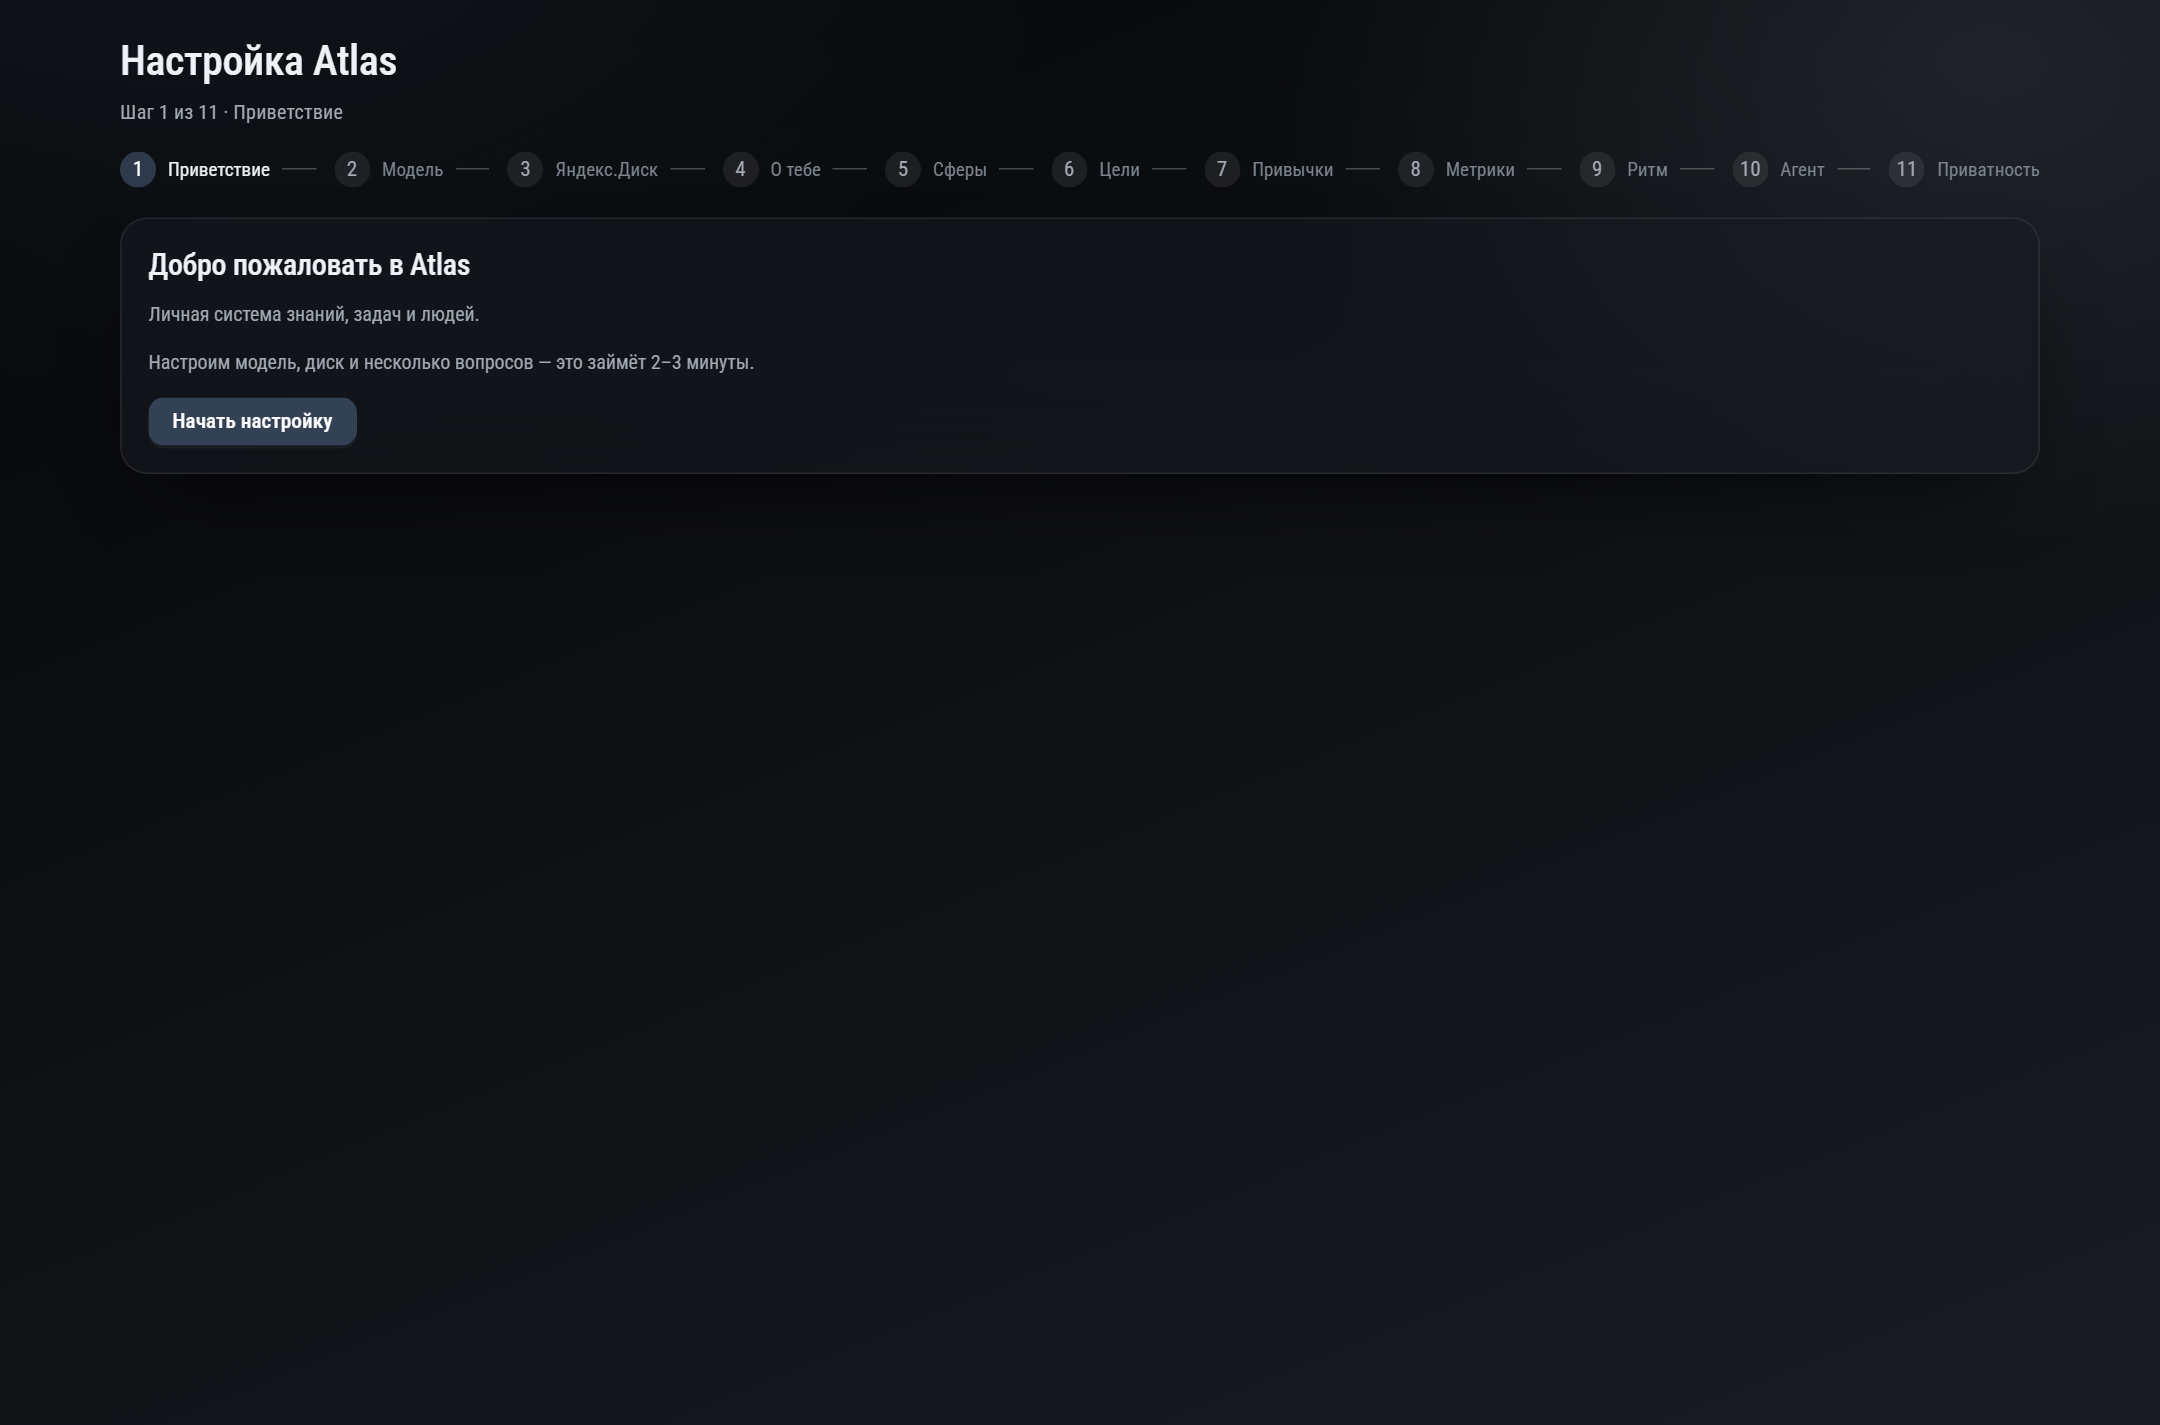 Настройка Atlas
Шаг 1 из 11 · Приветствие
1 Приветствие 2 Модель 3 Яндекс.Диск 4 О тебе 5 Сферы 6 Цели 7 Привычки 8 Метрики 9 Ритм 10 Агент 11 Приватность
Добро пожаловать в Atlas
Личная система знаний, задач и людей.
Настроим модель, диск и несколько вопросов — это займёт 2–3 минуты.
Начать настройку